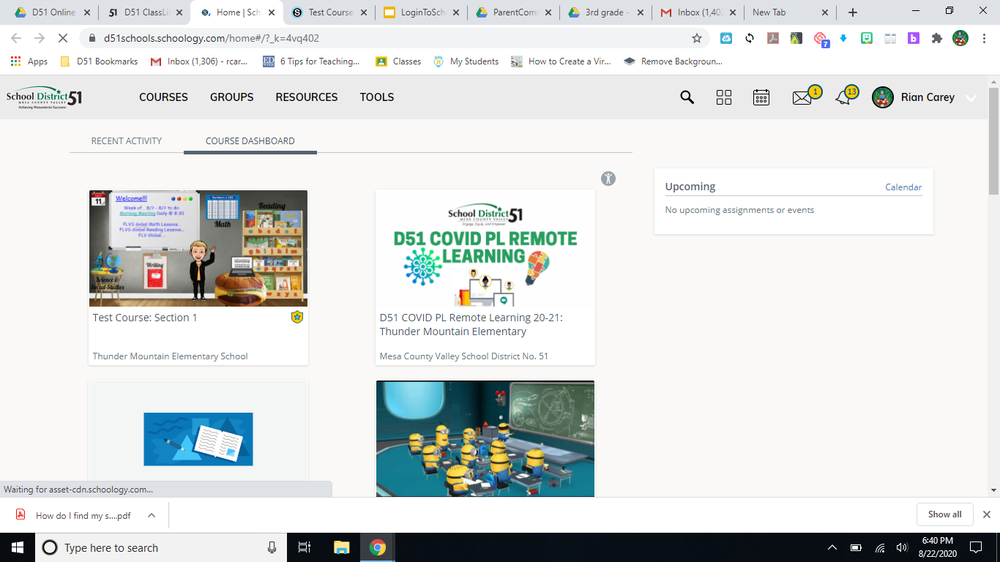 D51 Online
D51 ClassLi
Home | Sch
Test Course
LoginToSch
ParentComm
3rd grade -
Inbox (1,402
New Tab
d51schools.schoology.com/home#/?_k=4vq402
7
Apps
D51 Bookmarks
Inbox (1,306) - rcar...
6 Tips for Teaching...
Classes
My Students
How to Create a Vir...
Remove Backgroun...
School District 51
MESA COUNTY VALLEY
Achieving Monumental Success
COURSES
GROUPS
RESOURCES
TOOLS
1
13
Rian Carey
RECENT ACTIVITY
COURSE DASHBOARD
Upcoming
Calendar
No upcoming assignments or events
AUGUST
11
Welcome!!!
Week of.. 8/? - 8/? to do:
Morning Meeting Daily @ 8:30
FLVS Global Math Lessons..
FLVS Global Reading Lessons...
FLV Global...
Math
Reading
Writing
Morning
Meeting
Science &
Social Studies
Test Course: Section 1
Thunder Mountain Elementary School
School District 51
MESA COUNTY VALLEY
Engage, Equip, and Empower
D51 COVID PL REMOTE
LEARNING
D51 COVID PL Remote Learning 20-21:
Thunder Mountain Elementary
Mesa County Valley School District No. 51
Waiting for asset-cdn.schoology.com...
How do I find my s....pdf
Show all
Type here to search
6:40 PM
8/22/2020